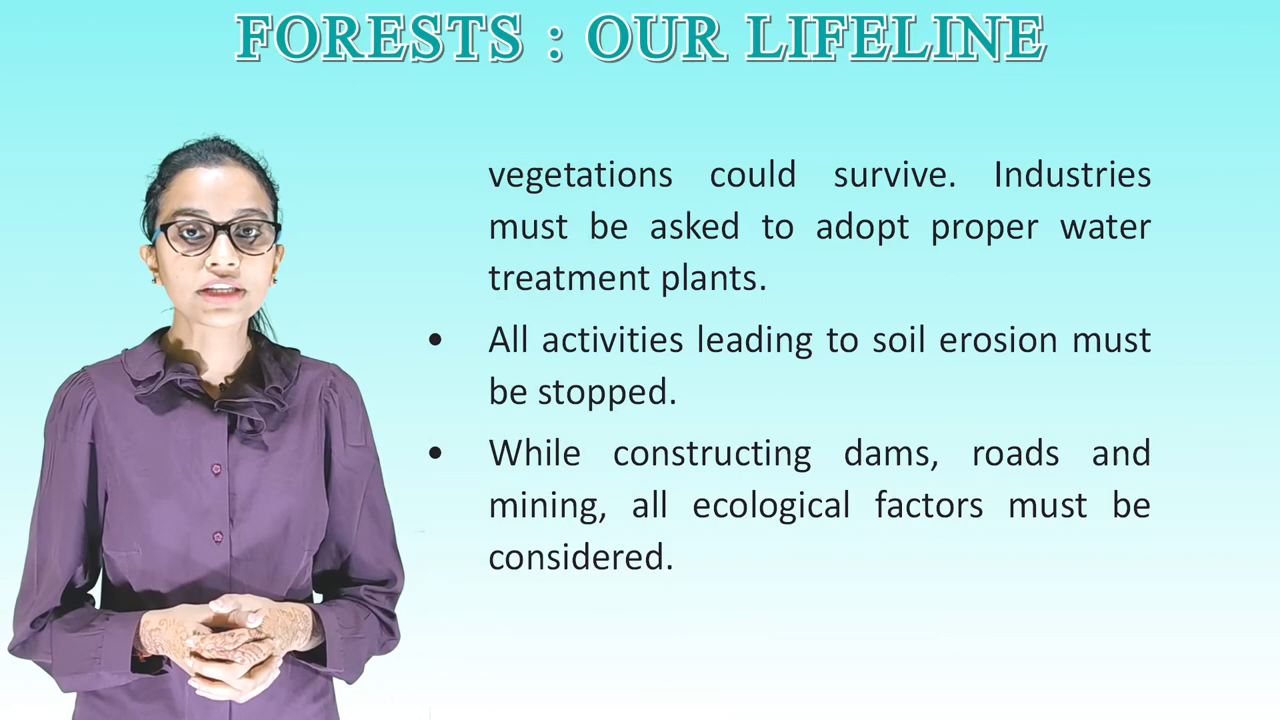 FORESTS : OUR LIFELINE
vegetations could survive. Industries
must be asked to adopt proper water
treatment plants.
• All activities leading to soil erosion must
be stopped.
• While constructing dams, roads and
mining, all ecological factors must be
considered.